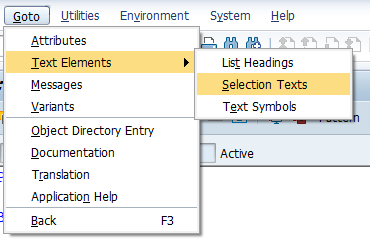 Goto Utilities Environment System Help
Attributes
Text Elements
Messages
Variants
Object Directory Entry
Documentation
Translation
Application Help
Back F3
List Headings
Selection Texts
Text Symbols
Pattern
Active